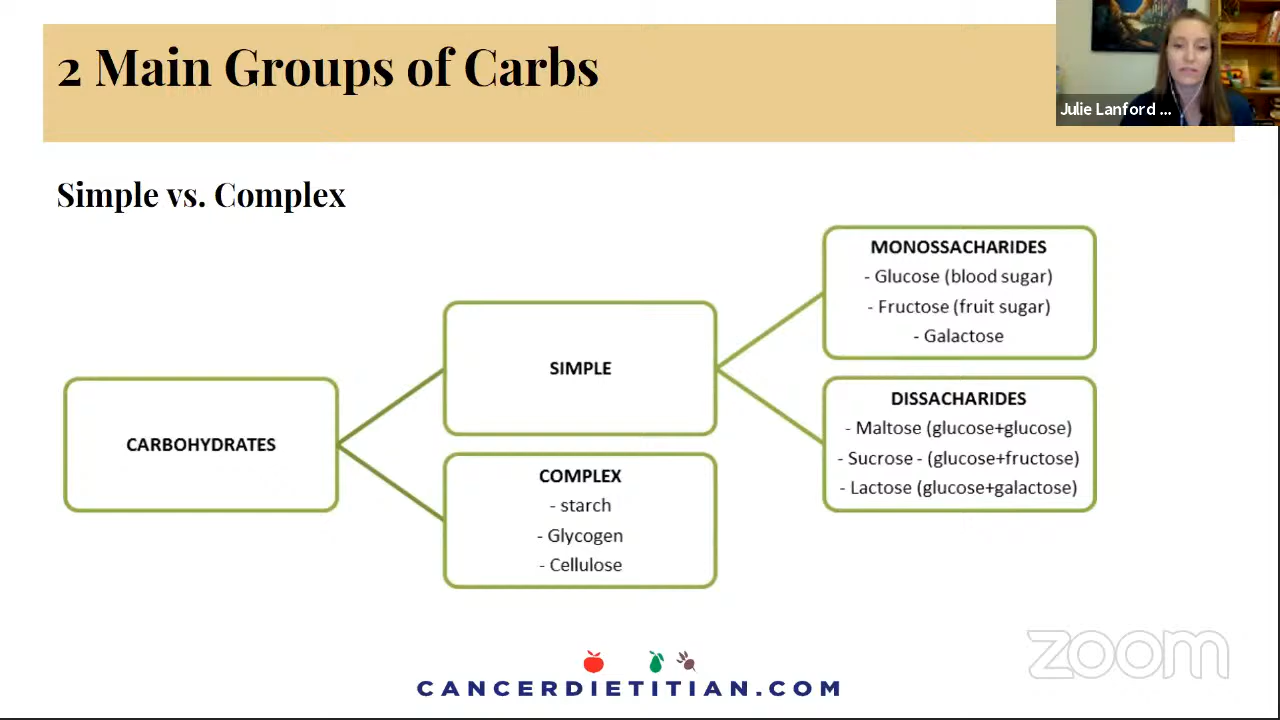 2 Main Groups of Carbs
Julie Lanford ...
Simple vs. Complex
MONOSSACHARIDES
- Glucose (blood sugar)
- Fructose (fruit sugar)
- Galactose
SIMPLE
DISSACHARIDES
- Maltose (glucose+glucose)
- Sucrose - (glucose+fructose)
- Lactose (glucose+galactose)
CARBOHYDRATES
COMPLEX
- starch
- Glycogen
- Cellulose
zoom
CANCERDIETITIAN.COM